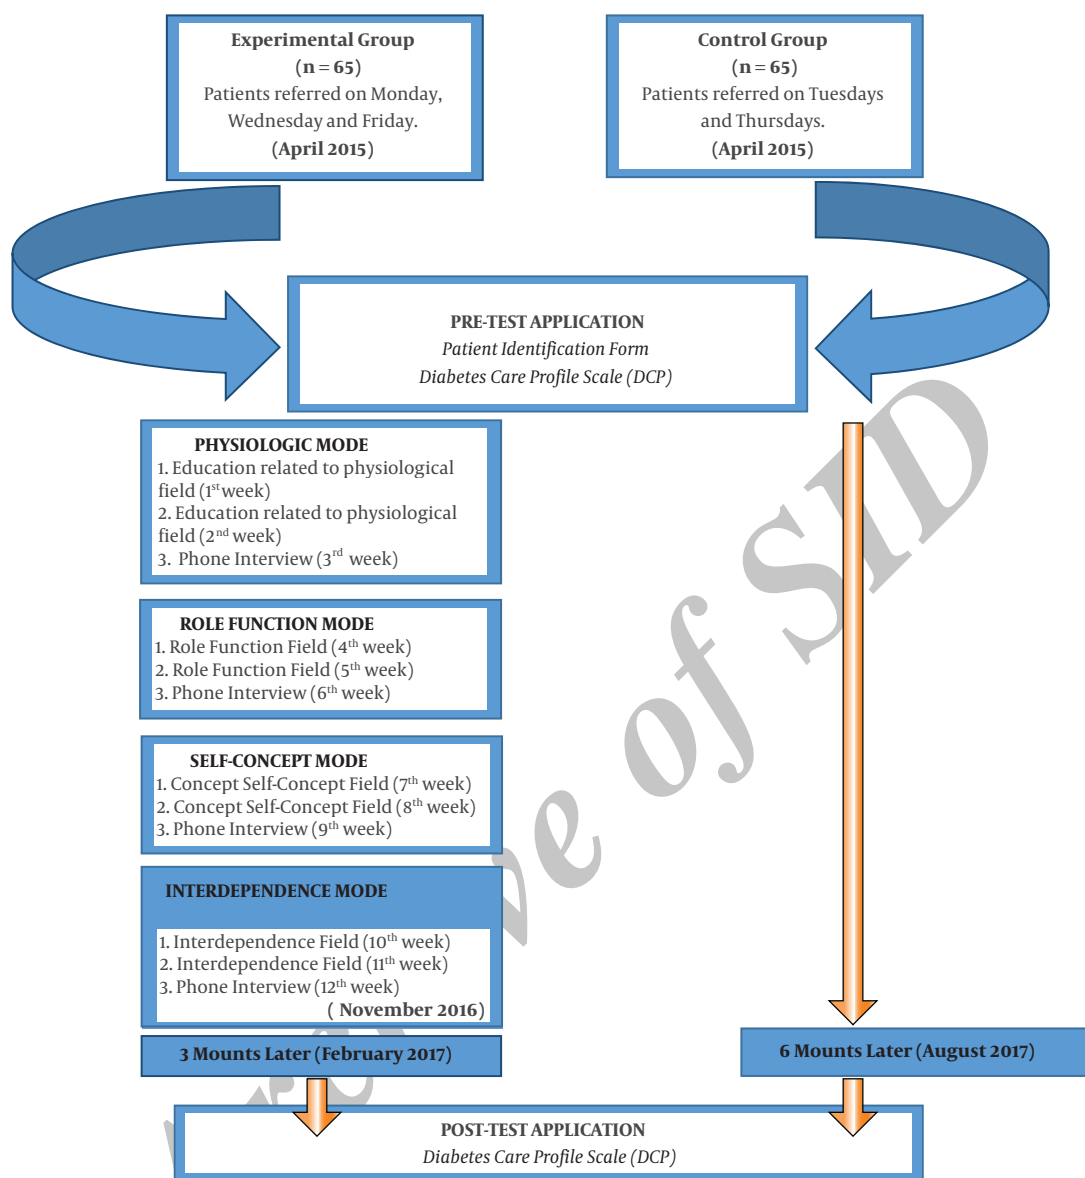 Experimental Group
(n = 65)
Patients referred on Monday,
Wednesday and Friday.
(April 2015)
Control Group
(n = 65)
Patients referred on Tuesdays
and Thursdays.
(April 2015)
PRE-TEST APPLICATION
Patient Identification Form
Diabetes Care Profile Scale (DCP)
PHYSIOLOGIC MODE
1. Education related to physiological
field (1st week)
2. Education related to physiological
field (2nd week)
3. Phone Interview (3rd week)
ROLE FUNCTION MODE
1. Role Function Field (4th week)
2. Role Function Field (5th week)
3. Phone Interview (6th week)
SELF-CONCEPT MODE
1. Concept Self-Concept Field (7th week)
2. Concept Self-Concept Field (8th week)
3. Phone Interview (9th week)
INTERDEPENDENCE MODE
1. Interdependence Field (10th week)
2. Interdependence Field (11th week)
3. Phone Interview (12th week)
( November 2016)
3 Mounts Later (February 2017)
6 Mounts Later (August 2017)
POST-TEST APPLICATION
Diabetes Care Profile Scale (DCP)
of SID